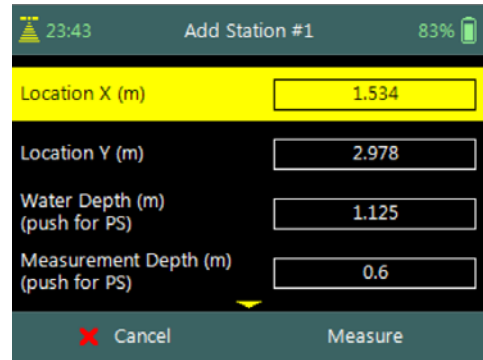 23:43 Add Station #1 83%
Location X (m) 1.534
Location Y (m) 2.978
Water Depth (m)
(push for PS) 1.125
Measurement Depth (m)
(push for PS) 0.6
Cancel Measure